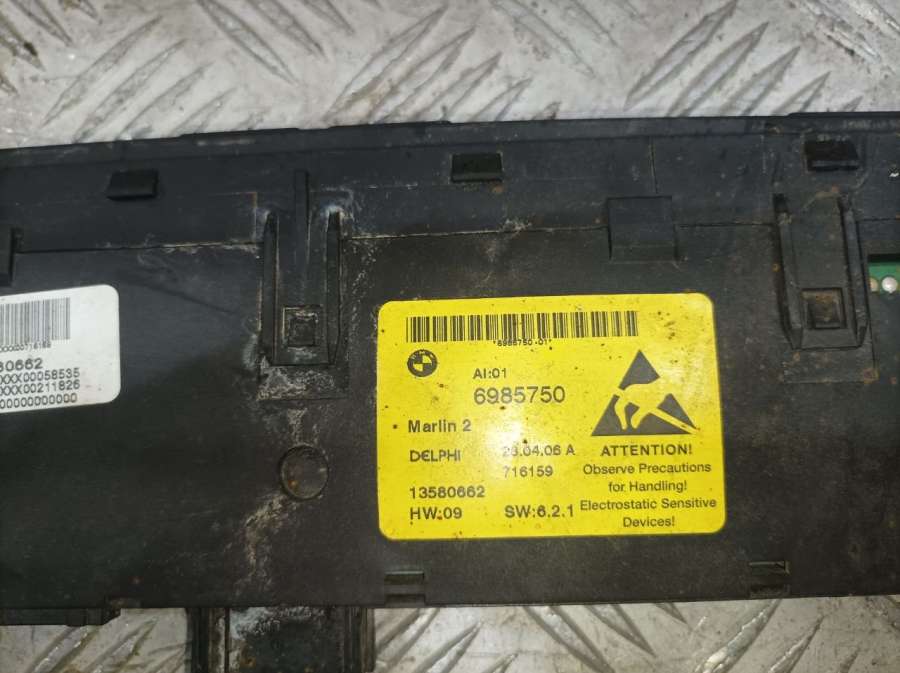 80662
XXX00058535
XXX00211826
00000000000
*6985750-01*
AI:01
6985750
Marlin 2
DELPHI
26.04.06 A
716159
13580662
HW:09
SW:6.2.1
ATTENTION!
Observe Precautions
for Handling!
Electrostatic Sensitive
Devices!